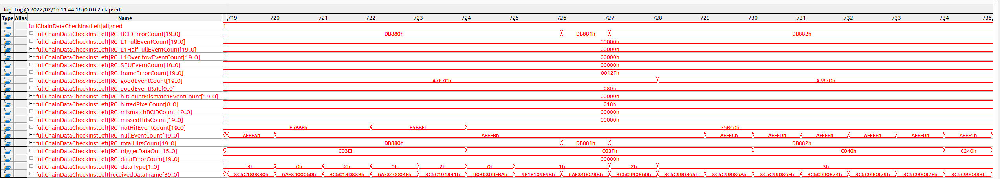 log: Trig @ 2022/02/16 11:44:16 (0:0:0.2 elapsed)
Type Alias Name 719 720 721 722 723 724 725 726 727 728 729 730 731 732 733 734 735
fullChainDataCheckInstLeft|aligned 1
fullChainDataCheckInstLeft|RC_BCIDErrorCount[19..0] DB880h DB881h DB882h
fullChainDataCheckInstLeft|RC_L1FullEventCount[19..0] 00000h
fullChainDataCheckInstLeft|RC_L1HalfFullEventCount[19..0] 00000h
fullChainDataCheckInstLeft|RC_L1OverlfowEventCount[19..0] 00000h
fullChainDataCheckInstLeft|RC_SEUEventCount[19..0] 00000h
fullChainDataCheckInstLeft|RC_frameErrorCount[19..0] 0012Fh
fullChainDataCheckInstLeft|RC_goodEventCount[19..0] A787Ch A787Dh
fullChainDataCheckInstLeft|RC_goodEventRate[9..0] 080h
fullChainDataCheckInstLeft|RC_hitCountMismatchEventCount[19..0] 00000h
fullChainDataCheckInstLeft|RC_hittedPixelCount[8..0] 018h
fullChainDataCheckInstLeft|RC_mismatchBCIDCount[19..0] 00000h
fullChainDataCheckInstLeft|RC_missedHitsCount[19..0] 00000h
fullChainDataCheckInstLeft|RC_notHitEventCount[19..0] F5BBEh F5BBFh F5BC0h
fullChainDataCheckInstLeft|RC_nullEventCount[19..0] AEFEAh AEFEBh AEFECh AEFEDh AEFEEh AEFEFh AEFF0h AEFF1h
fullChainDataCheckInstLeft|RC_totalHitsCount[19..0] DB880h DB881h DB882h
fullChainDataCheckInstLeft|RC_triggerDataOut[15..0] C03Eh C03Fh C040h C240h
fullChainDataCheckInstLeft|RC_dataErrorCount[19..0] 00000h
fullChainDataCheckInstLeft|RC_dataType[1..0] 3h 0h 2h 0h 2h 0h 1h 2h 3h
fullChainDataCheckInstLeft|receivedDataFrame[39..0] 3C5C189830h 6AF3400050h 3C5C18D83Bh 6AF340004Eh 3C5C191841h 9030309FBAh 9E1E109E9Bh 6AF340028Bh 3C5C990860h 3C5C990865h 3C5C99086Ah 3C5C99086Fh 3C5C990874h 3C5C990879h 3C5C99087Eh 3C5C990883h